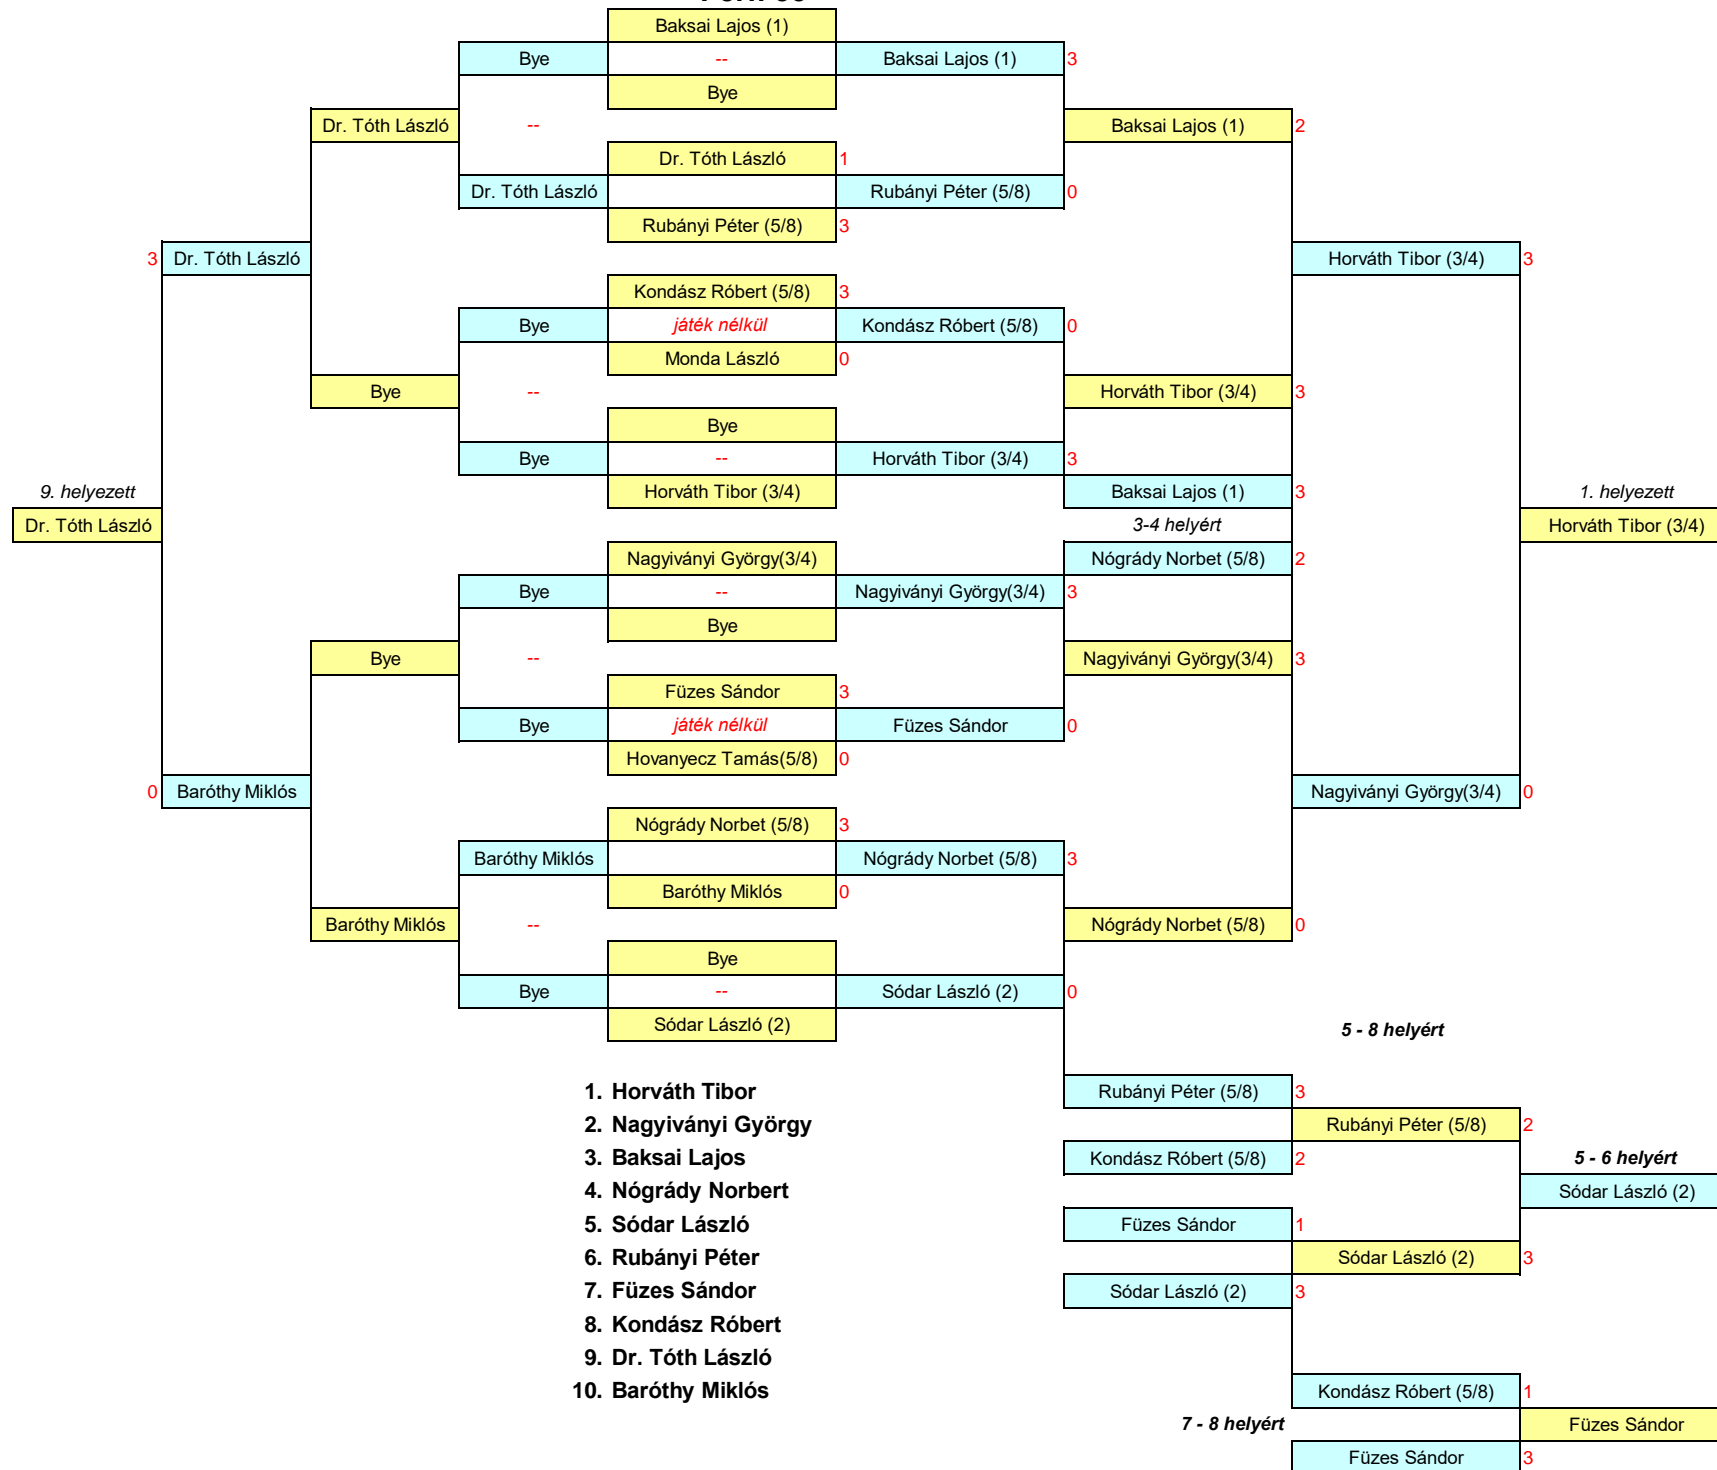 Baksai Lajos (1)
Bye -- Baksai Lajos (1) 3
Bye
Dr. Tóth László -- Baksai Lajos (1) 2
Dr. Tóth László 1
Dr. Tóth László Rubányi Péter (5/8) 0
Rubányi Péter (5/8) 3
3 Dr. Tóth László Horváth Tibor (3/4) 3
Kondász Róbert (5/8) 3
Bye játék nélkül Kondász Róbert (5/8) 0
Monda László 0
Bye -- Horváth Tibor (3/4) 3
Bye
Bye -- Horváth Tibor (3/4) 3
9. helyezett Horváth Tibor (3/4) Baksai Lajos (1) 3 1. helyezett
Dr. Tóth László 3-4 helyért Horváth Tibor (3/4)
Nagyiványi György(3/4) Nógrády Norbet (5/8) 2
Bye -- Nagyiványi György(3/4) 3
Bye
Bye -- Nagyiványi György(3/4) 3
Füzes Sándor 3
Bye játék nélkül Füzes Sándor 0
Hovanyecz Tamás(5/8) 0
0 Baróthy Miklós Nagyiványi György(3/4) 0
Nógrády Norbet (5/8) 3
Baróthy Miklós Nógrády Norbet (5/8) 3
Baróthy Miklós 0
Baróthy Miklós -- Nógrády Norbet (5/8) 0
Bye
Bye -- Sódar László (2) 0
Sódar László (2) 5 - 8 helyért
1. Horváth Tibor Rubányi Péter (5/8) 3
2. Nagyiványi György Rubányi Péter (5/8) 2
3. Baksai Lajos Kondász Róbert (5/8) 2 5 - 6 helyért
4. Nógrády Norbert Sódar László (2)
5. Sódar László Füzes Sándor 1
6. Rubányi Péter Sódar László (2) 3
7. Füzes Sándor Sódar László (2) 3
8. Kondász Róbert
9. Dr. Tóth László
10. Baróthy Miklós Kondász Róbert (5/8) 1
7 - 8 helyért Füzes Sándor
Füzes Sándor 3